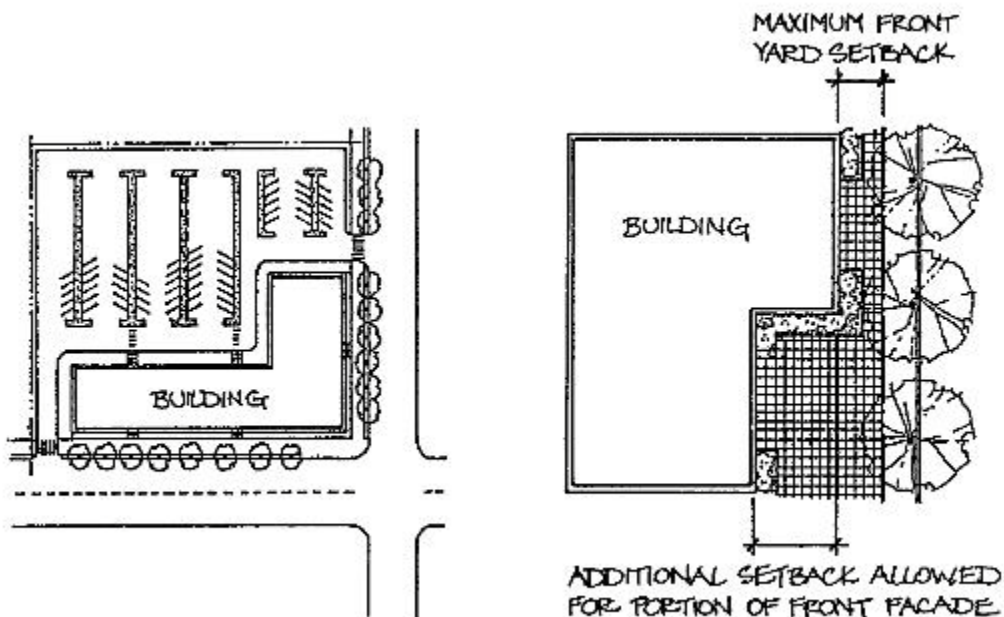 MAXIMUM FRONT
YARD SETBACK
BUILDING
BUILDING
ADDITIONAL SETBACK ALLOWED
FOR PORTION OF FRONT FACADE